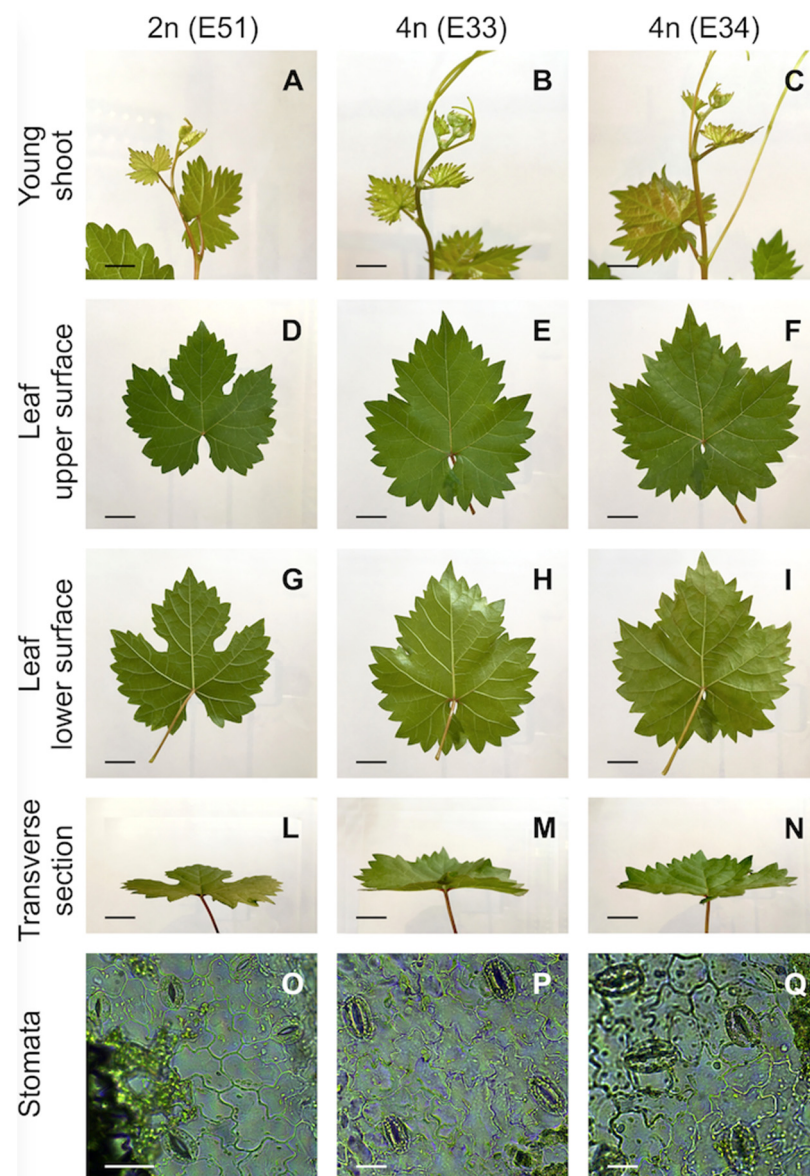 2n (E51) 4n (E33) 4n (E34)
Young
shoot
A B C
Leaf
upper surface
D E F
Leaf
lower surface
G H I
Transverse
section
L M N
Stomata
O P Q